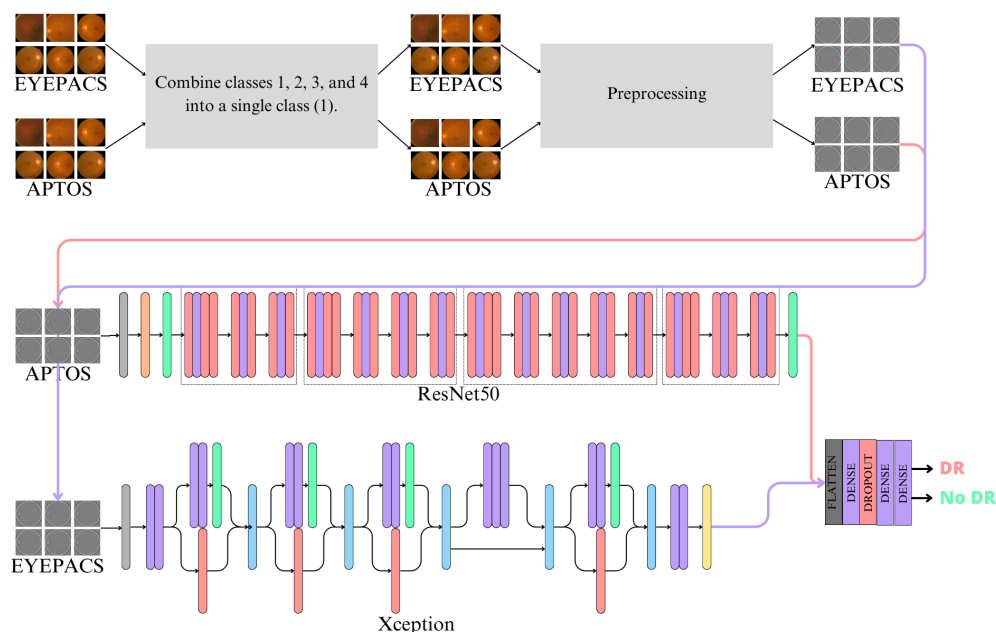 EYEPACS
APTOS
Combine classes 1, 2, 3, and 4
into a single class (1).
EYEPACS
APTOS
Preprocessing
EYEPACS
APTOS
APTOS
ResNet50
EYEPACS
Xception
FLATTEN
DENSE
DROPOUT
DENSE
DENSE
DR
No DR